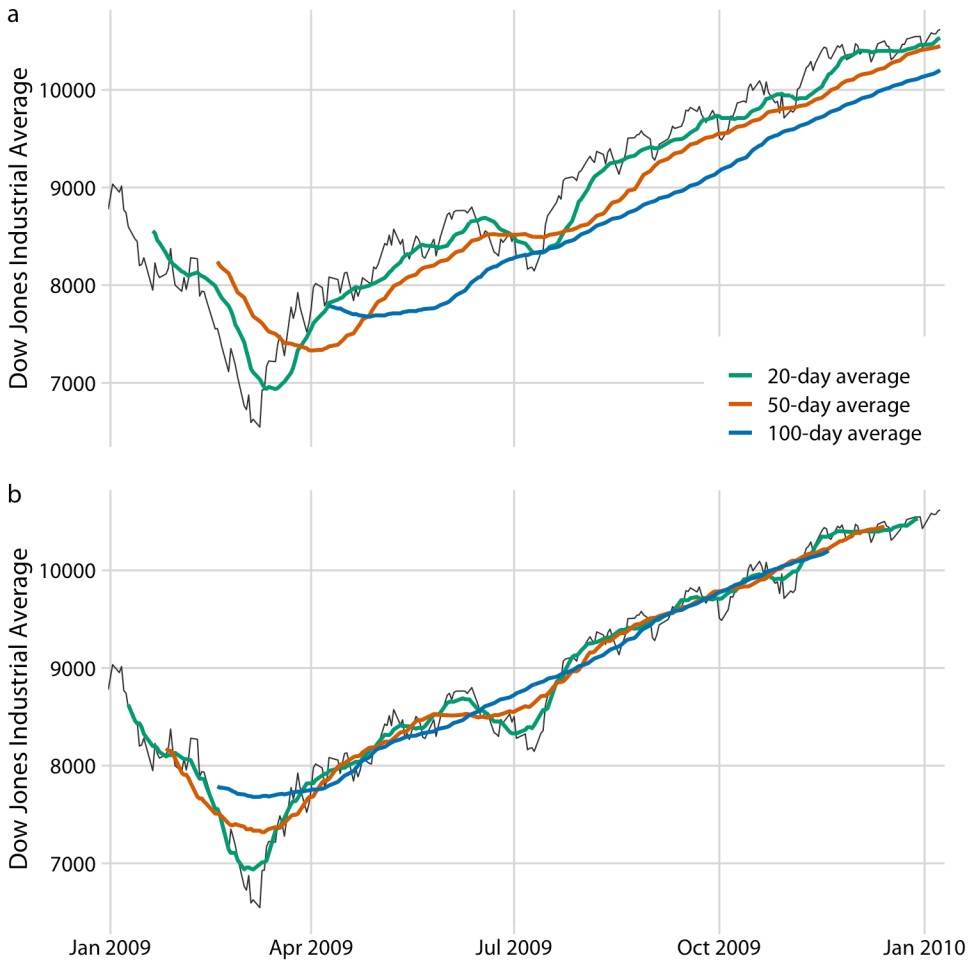 a
Dow Jones Industrial Average
10000
9000
8000
7000
20-day average
50-day average
100-day average
b
Dow Jones Industrial Average
10000
9000
8000
7000
Jan 2009 Apr 2009 Jul 2009 Oct 2009 Jan 2010